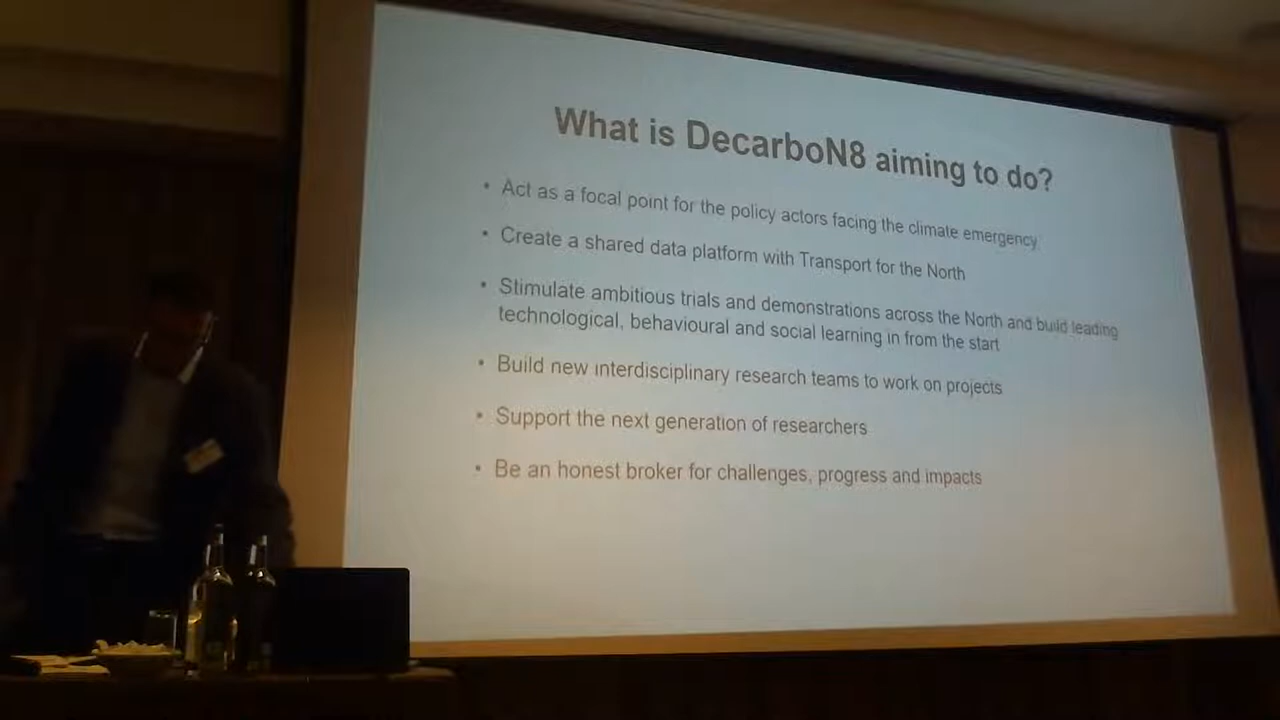 What is DecarboN8 aiming to do?
• Act as a focal point for the policy actors facing the climate emergency
• Create a shared data platform with Transport for the North
• Stimulate ambitious trials and demonstrations across the North and build leading
technological, behavioural and social learning in from the start
• Build new interdisciplinary research teams to work on projects
• Support the next generation of researchers
• Be an honest broker for challenges, progress and impacts